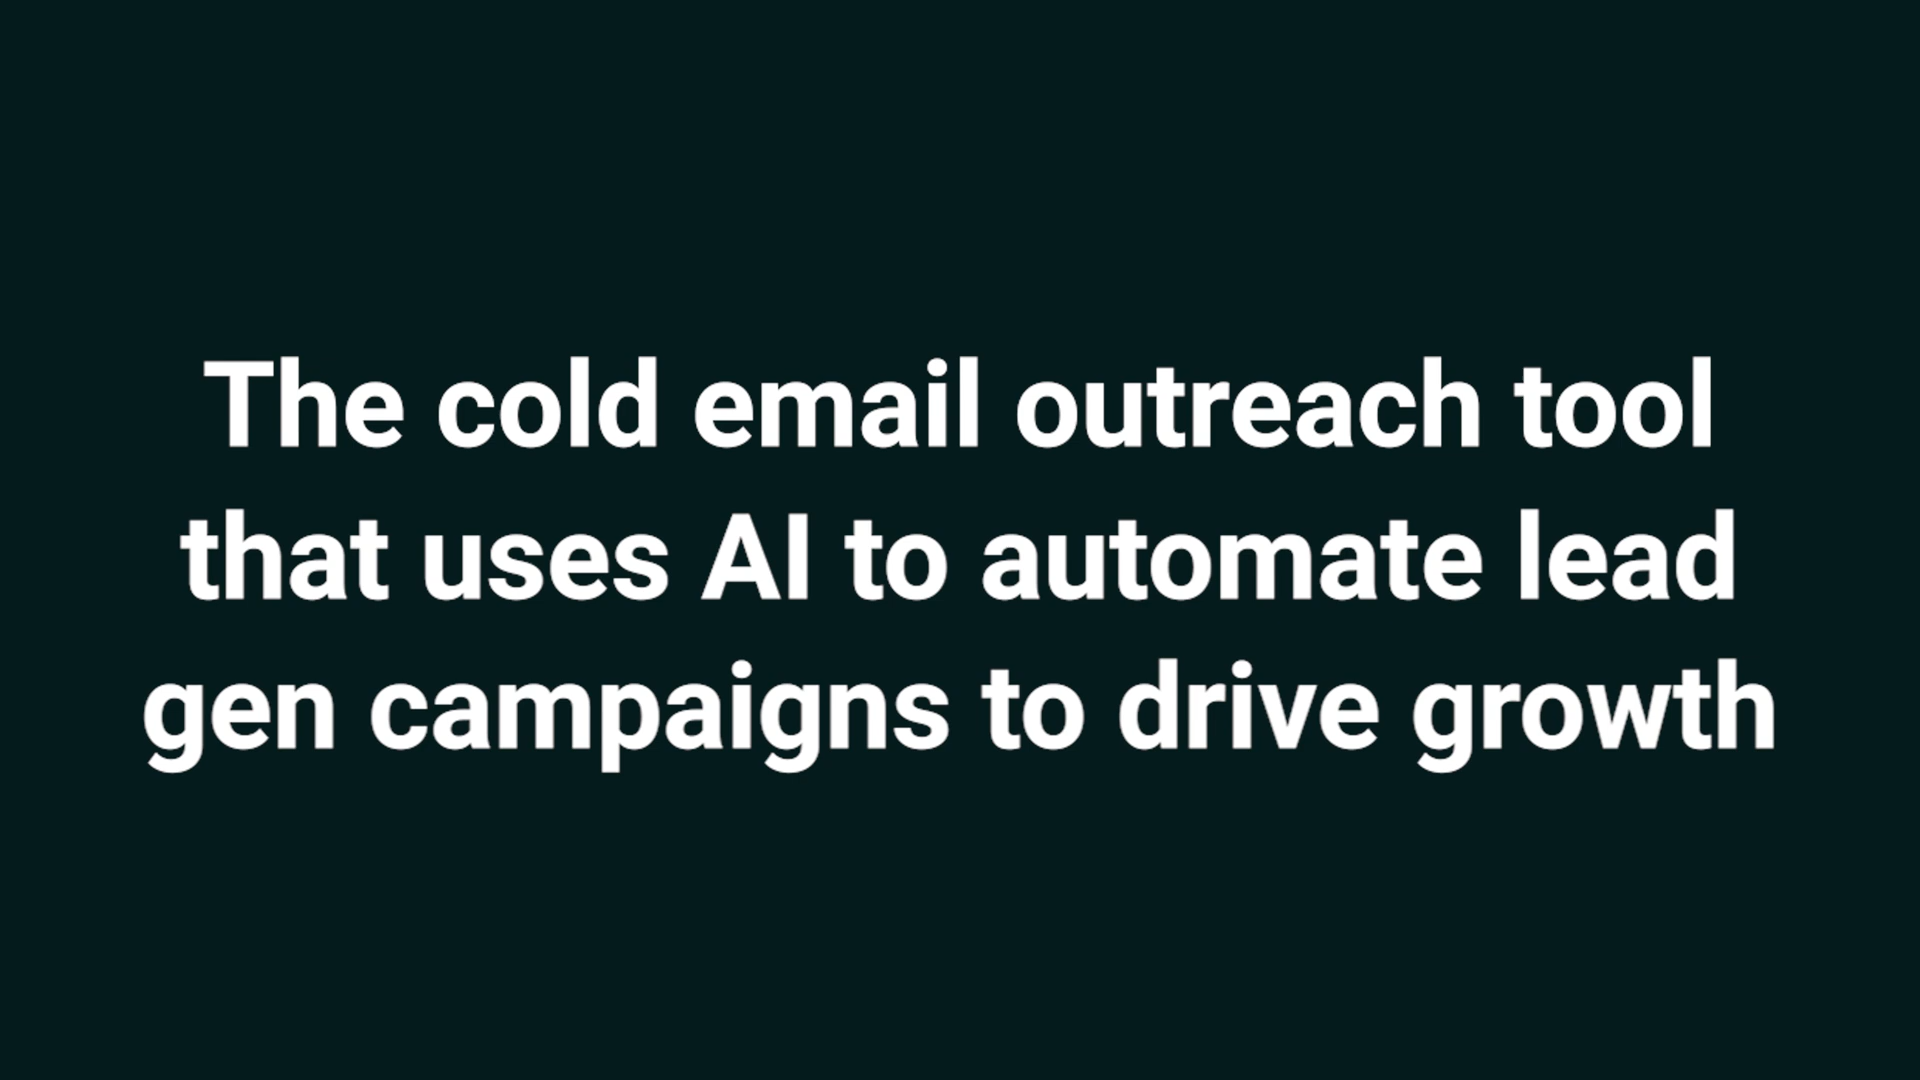 The cold email outreach tool
that uses AI to automate lead
gen campaigns to drive growth